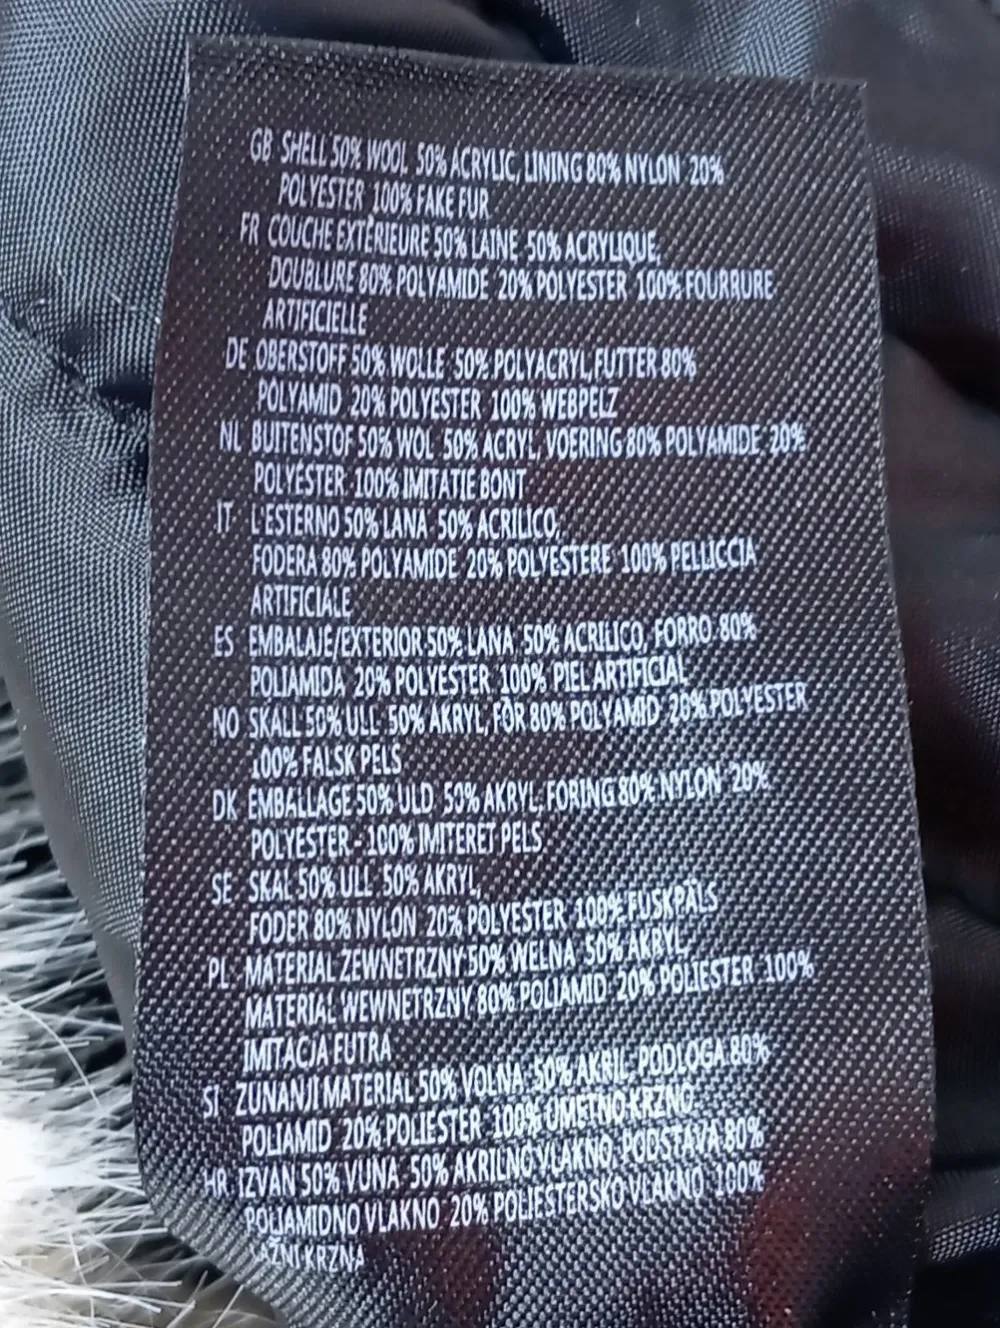 GB SHELL 50% WOOL 50% ACRYLIC, LINING 80% NYLON 20%
POLYESTER 100% FAKE FUR
FR COUCHE EXTÉRIEURE 50% LAINE 50% ACRYLIQUE,
DOUBLURE 80% POLYAMIDE 20% POLYESTER 100% FOURRURE
ARTIFICIELLE
DE OBERSTOFF 50% WOLLE 50% POLYACRYL, FUTTER 80%
POLYAMID 20% POLYESTER 100% WEBPELZ
NL BUITENSTOF 50% WOL 50% ACRYL, VOERING 80% POLYAMIDE 20%
POLYESTER 100% IMITATIE BONT
IT L'ESTERNO 50% LANA 50% ACRILICO,
FODERA 80% POLYAMIDE 20% POLYESTERE 100% PELLICCIA
ARTIFICIALE
ES EMBALAJE/EXTERIOR 50% LANA 50% ACRILICO, FORRO 80%
POLIAMIDA 20% POLYESTER 100% PIEL ARTIFICIAL
NO SKALL 50% ULL 50% AKRYL, FÔR 80% POLYAMID 20% POLYESTER
100% FALSK PELS
DK EMBALLAGE 50% ULD 50% AKRYL, FORING 80% NYLON 20%
POLYESTER - 100% IMITERET PELS
SE SKAL 50% ULL 50% AKRYL,
FODER 80% NYLON 20% POLYESTER 100% FUSKPÄLS
PL MATERIAL ZEWNETRZNY 50% WELNA 50% AKRYL,
MATERIAL WEWNETRZNY 80% POLIAMID 20% POLIESTER 100%
IMITACJA FUTRA
SI ZUNANJI MATERIAL 50% VOLNA 50% AKRIL, PODLOGA 80%
POLIAMID 20% POLIESTER 100% UMETNO KRZNO
HR IZVAN 50% VUNA 50% AKRILNO VLAKNO, PODSTAVA 80%
POLIAMIDNO VLAKNO 20% POLIESTERSKO VLAKNO 100%
LAŽNI KRZNA